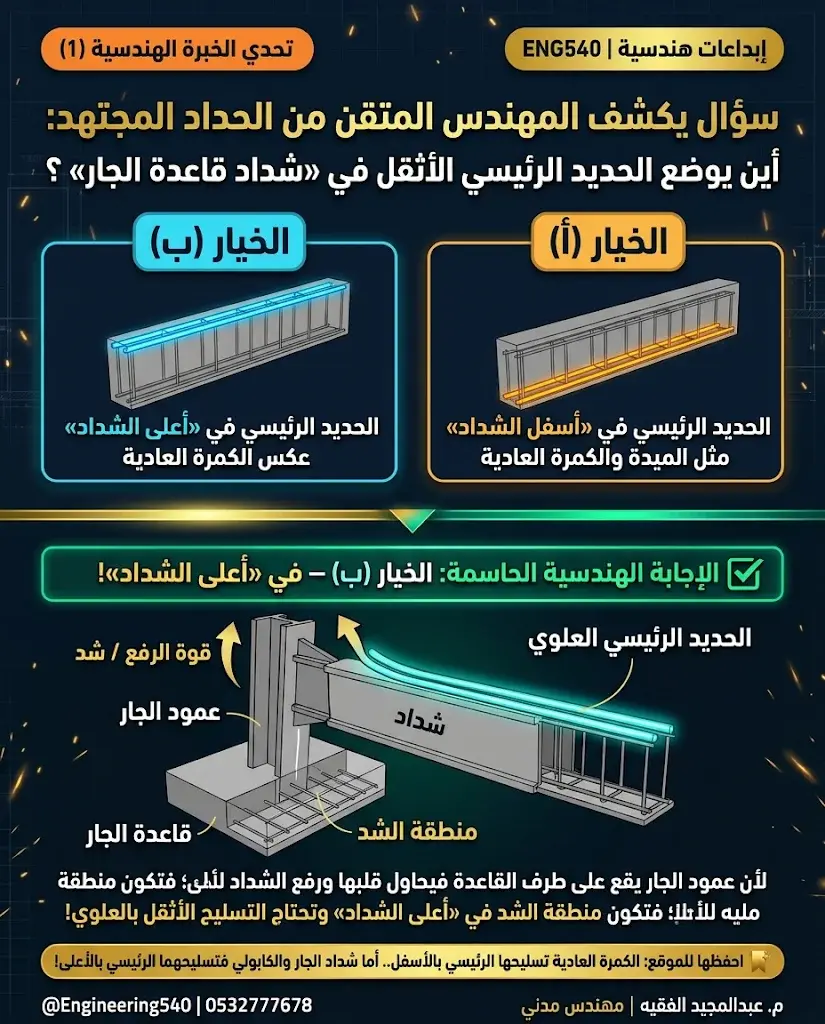 إبداعات هندسية | ENG540
تحدي الخبرة الهندسية (1)
سؤال يكشف المهندس المتقن من الحداد المجتهد:
أين يوضع الحديد الرئيسي الأثقل في «شداد قاعدة الجار» ؟
الخيار (أ)
الحديد الرئيسي في «أسفل الشداد»
مثل الميدة والكمرة العادية
الخيار (ب)
الحديد الرئيسي في «أعلى الشداد»
عكس الكمرة العادية
الإجابة الهندسية الحاسمة: الخيار (ب) – في «أعلى الشداد»!
الحديد الرئيسي العلوي
قوة الرفع / شد
عمود الجار
شداد
منطقة الشد
قاعدة الجار
لأن عمود الجار يقع على طرف القاعدة فيحاول قلبها ورفع الشداد فتكون منطقة
مليه فتكون منطقة الشد في «أعلى الشداد» وتحتاج التسليح الأثقل بالعلوي!
احفظها للموقع: الكمرة العادية تسليحها الرئيسي بالأسفل.. أما شداد الجار والكابولي فتسليحهما الرئيسي بالأعلى!
م. عبدالمجيد الفقيه | مهندس مدني
@Engineering540 | 0532777678